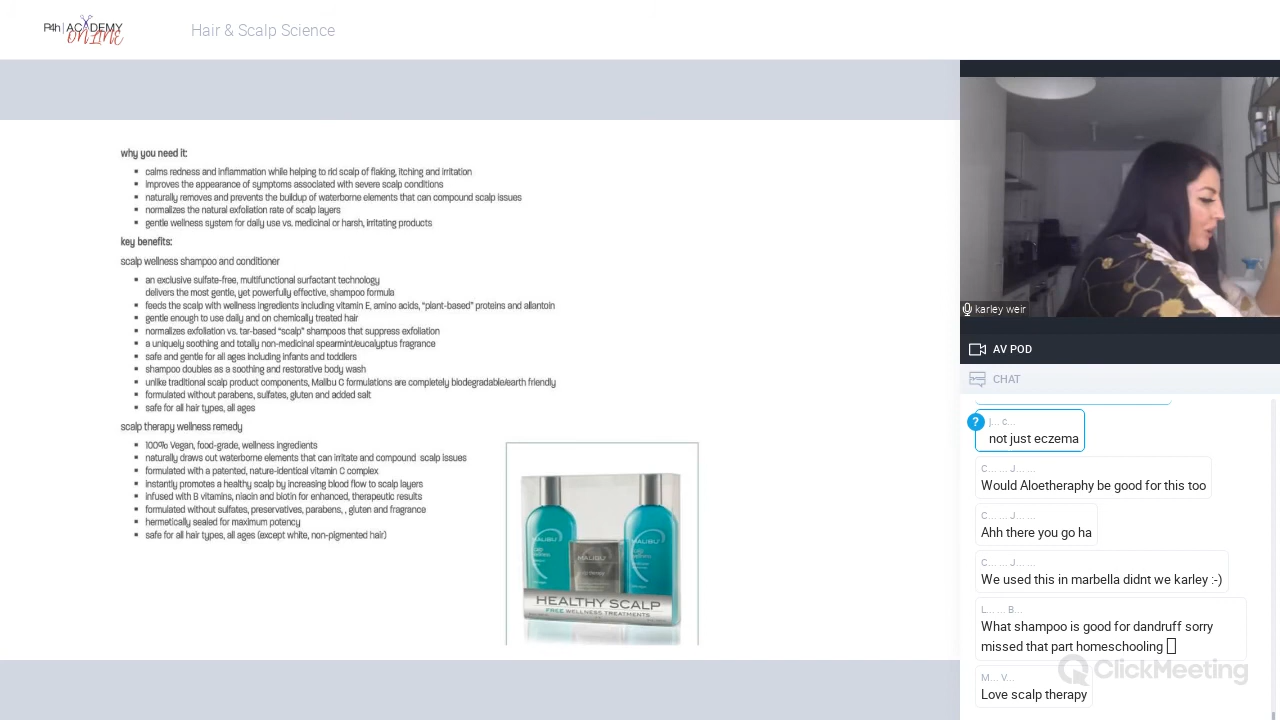 P4h | ACADEMY
ONLINE
Hair & Scalp Science
why you need it:
calms redness and inflammation while helping to rid scalp of flaking, itching and irritation
improves the appearance of symptoms associated with severe scalp conditions
naturally removes and prevents the buildup of waterborne elements that can compound scalp issues
normalizes the natural exfoliation rate of scalp layers
gentle wellness system for daily use vs. medicinal or harsh, irritating products
key benefits:
scalp wellness shampoo and conditioner
an exclusive sulfate-free, multifunctional surfactant technology
delivers the most gentle, yet powerfully effective, shampoo formula
feeds the scalp with wellness ingredients including vitamin E, amino acids, "plant-based" proteins and allantoin
gentle enough to use daily and on chemically treated hair
normalizes exfoliation vs. tar-based "scalp" shampoos that suppress exfoliation
a uniquely soothing and totally non-medicinal spearmint/eucalyptus fragrance
safe and gentle for all ages including infants and toddlers
shampoo doubles as a soothing and restorative body wash
unlike traditional scalp product components, Malibu C formulations are completely biodegradable/earth friendly
formulated without parabens, sulfates, gluten and added salt
safe for all hair types, all ages
scalp therapy wellness remedy
100% Vegan, food-grade, wellness ingredients
naturally draws out waterborne elements that can irritate and compound scalp issues
formulated with a patented, nature-identical vitamin C complex
instantly promotes a healthy scalp by increasing blood flow to scalp layers
infused with B vitamins, niacin and biotin for enhanced, therapeutic results
formulated without sulfates, preservatives, parabens, , gluten and fragrance
hermetically sealed for maximum potency
safe for all hair types, all ages (except white, non-pigmented hair)
MALIBU
MALIBU
MALIBU
HEALTHY SCALP
FREE WELLNESS TREATMENTS
karley weir
AV POD
CHAT
?
j... c...
not just eczema
C... ... J... ...
Would Aloetheraphy be good for this too
C... ... J... ...
Ahh there you go ha
C... ... J... ...
We used this in marbella didnt we karley :-)
L... ... B...
What shampoo is good for dandruff sorry
missed that part homeschooling
ClickMeeting
M... V...
Love scalp therapy